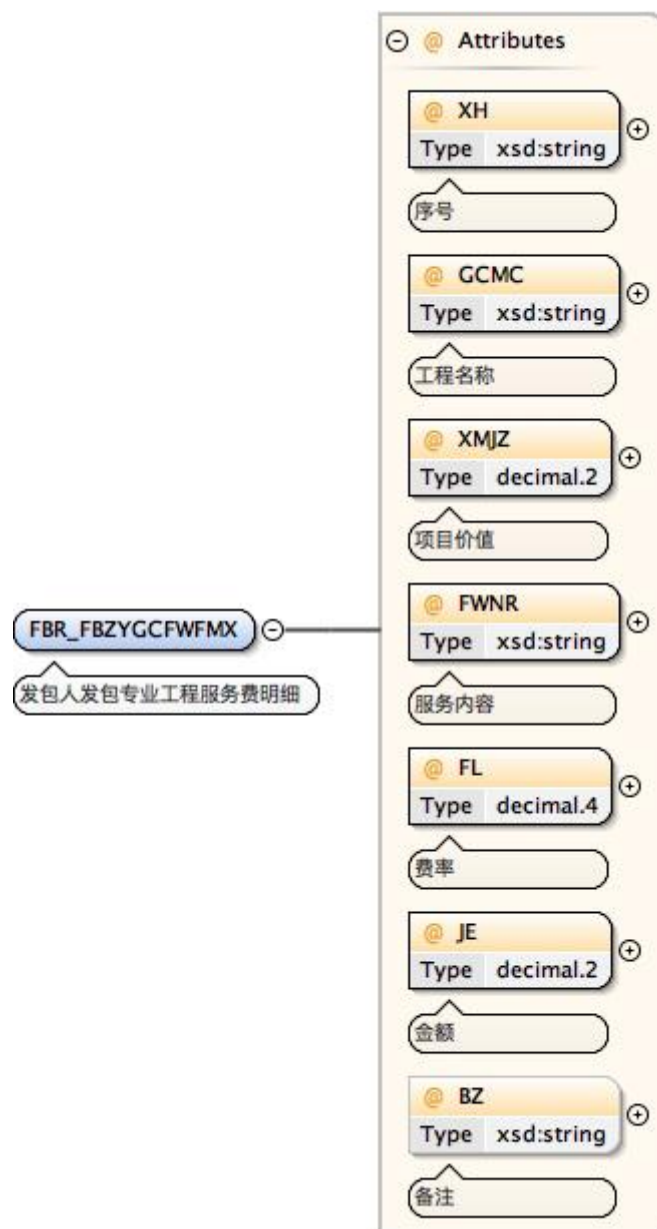 @ Attributes
@ XH
Type xsd:string
序号
@ GCMC
Type xsd:string
工程名称
@ XMJZ
Type decimal.2
项目价值
FBR_FBZYGCFWFMX
发包人发包专业工程服务费明细
@ FWNR
Type xsd:string
服务内容
@ FL
Type decimal.4
费率
@ JE
Type decimal.2
金额
@ BZ
Type xsd:string
备注